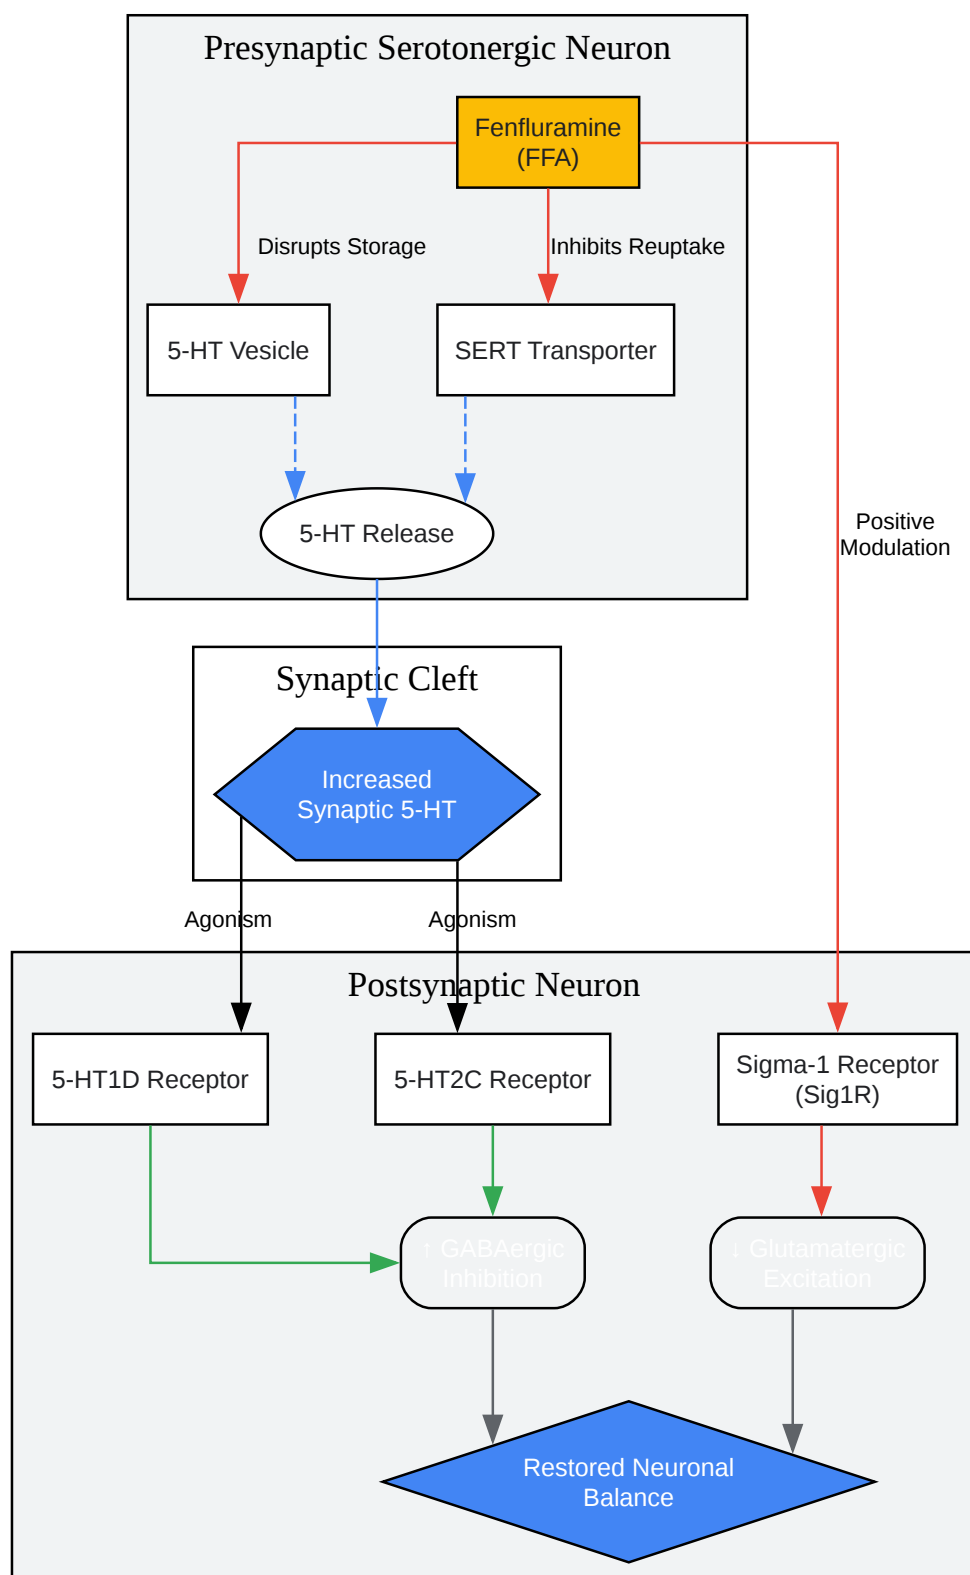 Presynaptic Serotonergic Neuron
Fenfluramine
(FFA)
Disrupts Storage
Inhibits Reuptake
5-HT Vesicle
SERT Transporter
5-HT Release
Positive
Modulation
Synaptic Cleft
Increased
Synaptic 5-HT
Agonism
Agonism
Postsynaptic Neuron
5-HT1D Receptor
5-HT2C Receptor
Sigma-1 Receptor
(Sig1R)
↑ GABAergic
Inhibition
↓ Glutamatergic
Excitation
Restored Neuronal
Balance